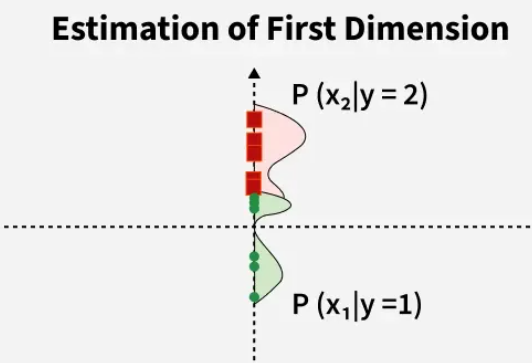 Estimation of First Dimension
P (x₂|y = 2)
P (x₁|y =1)